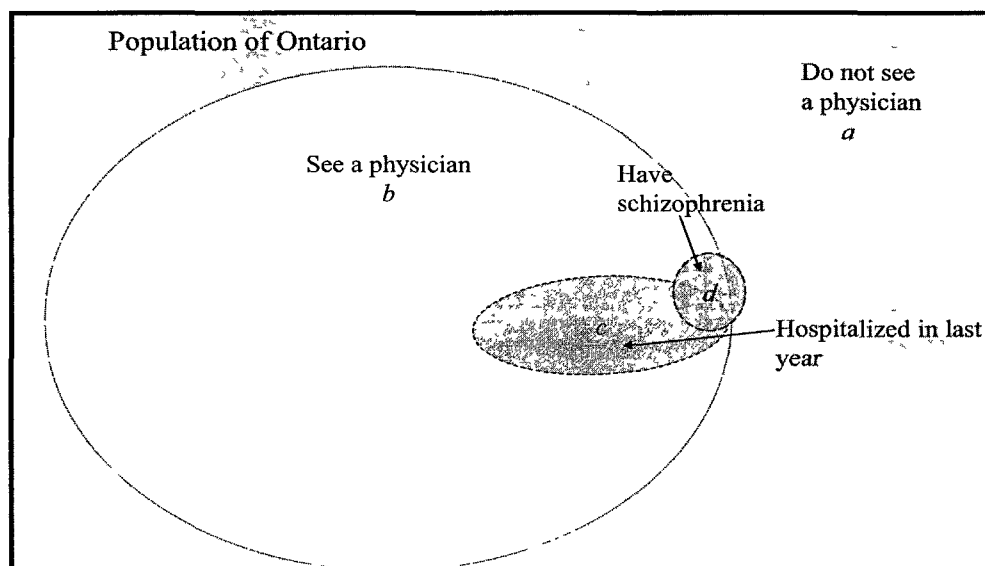 Population of Ontario
Do not see
a physician
a
See a physician
b
Have
schizophrenia
d
c
Hospitalized in last
year